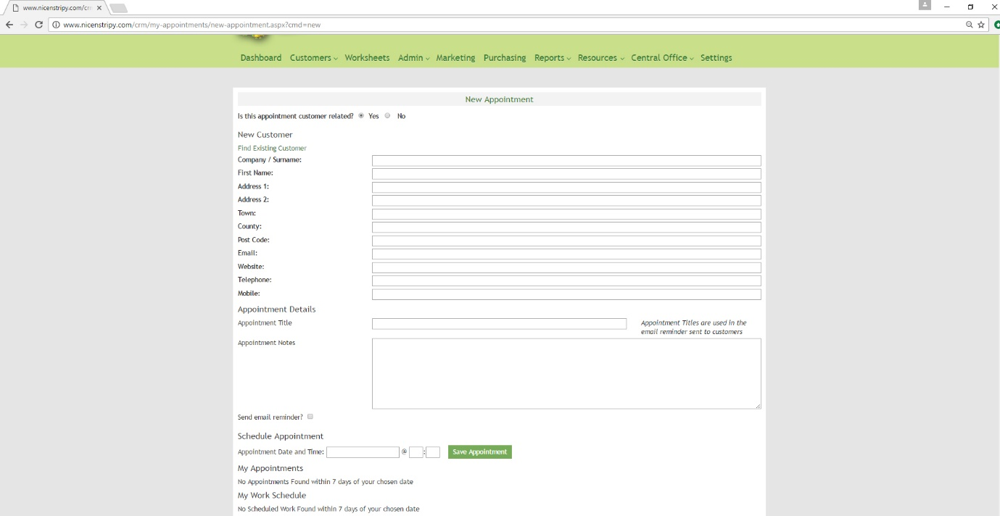 www.nicenstripy.com/crm
www.nicenstripy.com/crm/my-appointments/new-appointment.aspx?cmd=new
Dashboard Customers Worksheets Admin Marketing Purchasing Reports Resources Central Office Settings
New Appointment
Is this appointment customer related? Yes No
New Customer
Find Existing Customer
Company / Surname:
First Name:
Address 1:
Address 2:
Town:
County:
Post Code:
Email:
Website:
Telephone:
Mobile:
Appointment Details
Appointment Title
Appointment Titles are used in the
email reminder sent to customers
Appointment Notes
Send email reminder?
Schedule Appointment
Appointment Date and Time: @ : Save Appointment
My Appointments
No Appointments Found within 7 days of your chosen date
My Work Schedule
No Scheduled Work Found within 7 days of your chosen date